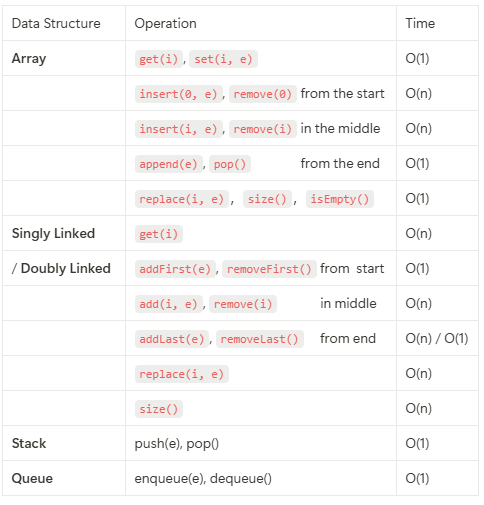 Data Structure Operation Time
Array get(i), set(i, e) O(1)
insert(0, e), remove(0) from the start O(n)
insert(i, e), remove(i) in the middle O(n)
append(e), pop() from the end O(1)
replace(i, e), size(), isEmpty() O(1)
Singly Linked get(i) O(n)
/ Doubly Linked addFirst(e), removeFirst() from start O(1)
add(i, e), remove(i) in middle O(n)
addLast(e), removeLast() from end O(n) / O(1)
replace(i, e) O(n)
size() O(n)
Stack push(e), pop() O(1)
Queue enqueue(e), dequeue() O(1)